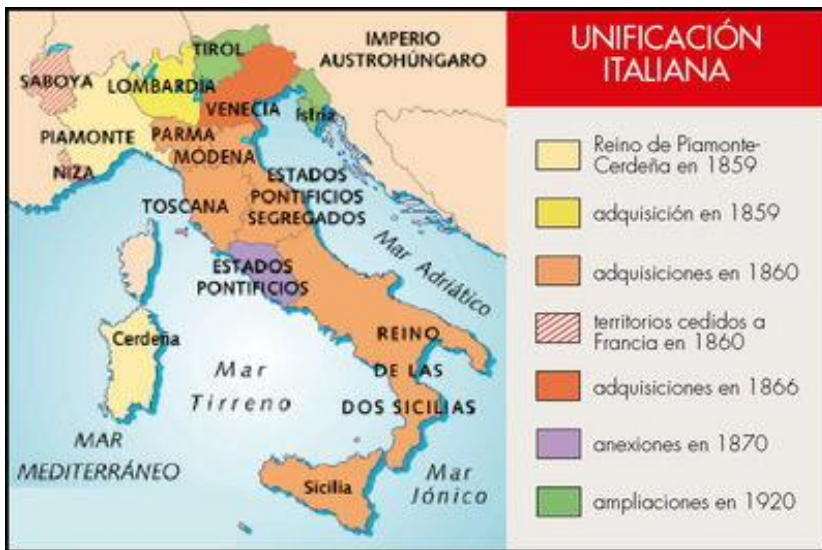 TIROL
IMPERIO
AUSTROHÚNGARO
SABOYA
LOMBARDÍA
VENECIA
Istria
PIAMONTE
PARMA
MÓDENA
NIZA
ESTADOS
PONTIFICIOS
SEGREGADOS
TOSCANA
Mar Adriático
ESTADOS
PONTIFICIOS
Cerdeña
REINO
DE LAS
DOS SICILIAS
Mar
Tirreno
MAR
MEDITERRÁNEO
Sicilia
Mar
Jónico
UNIFICACIÓN
ITALIANA
Reino de Piamonte-
Cerdeña en 1859
adquisición en 1859
adquisiciones en 1860
territorios cedidos a
Francia en 1860
adquisiciones en 1866
anexiones en 1870
ampliaciones en 1920